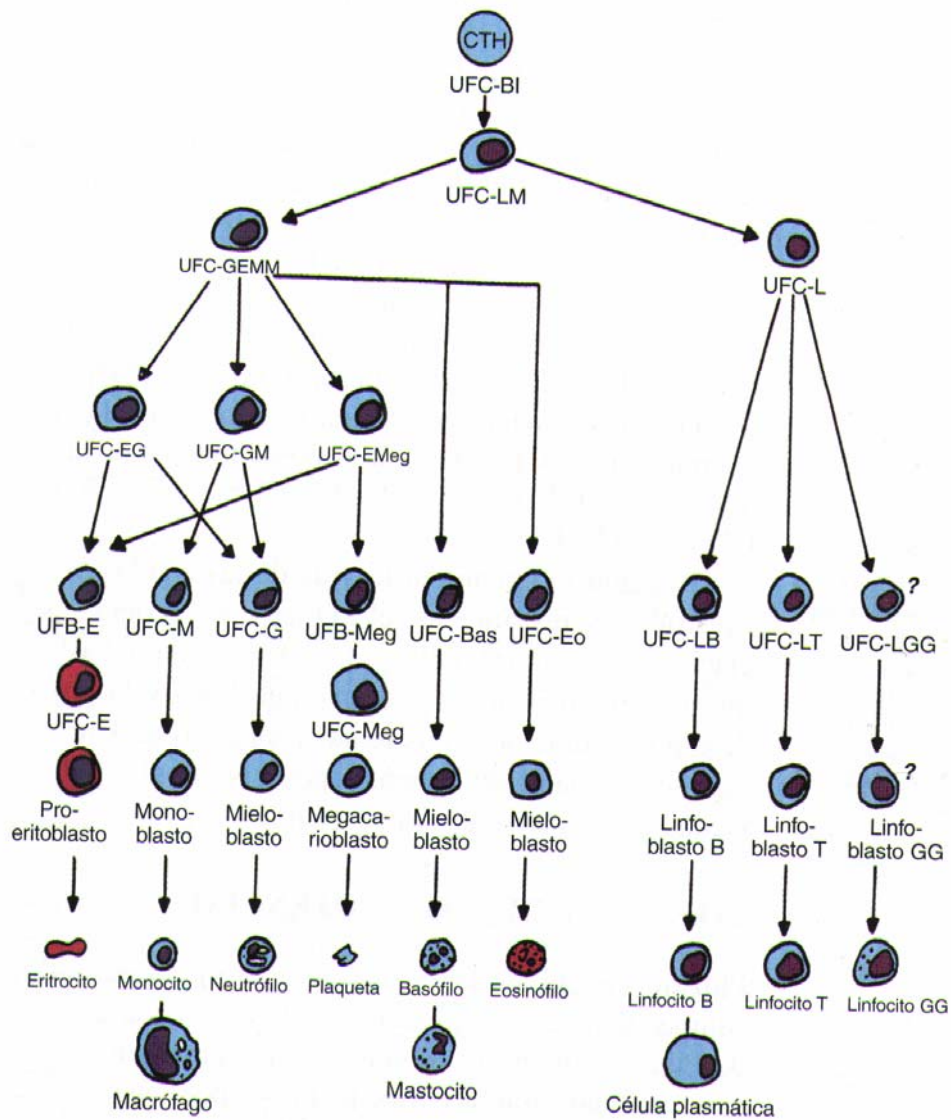 CTH
UFC-BI
UFC-LM
UFC-GEMM
UFC-L
UFC-EG UFC-GM UFC-EMeg
UFB-E UFC-M UFC-G UFB-Meg UFC-Bas UFC-Eo UFC-LB UFC-LT UFC-LGG ?
UFC-E UFC-Meg
?
Pro-
eritoblasto
Mono-
blasto
Mielo-
blasto
Megaca-
rioblasto
Mielo-
blasto
Mielo-
blasto
Linfo-
blasto B
Linfo-
blasto T
Linfo-
blasto GG
Eritrocito Monocito Neutrófilo Plaqueta Basófilo Eosinófilo Linfocito B Linfocito T Linfocito GG
Macrófago Mastocito Célula plasmática